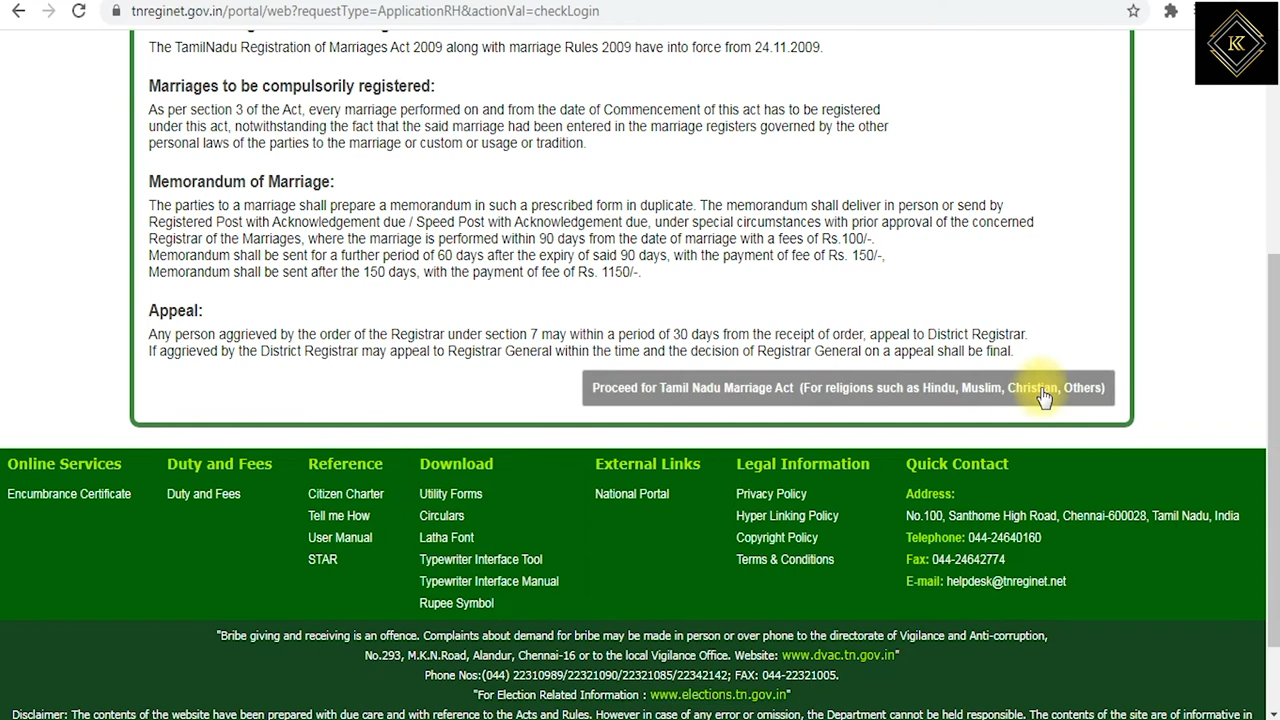 tnreginet.gov.in/portal/web?requestType=ApplicationRH&actionVal=checkLogin
K
The TamilNadu Registration of Marriages Act 2009 along with marriage Rules 2009 have into force from 24.11.2009.
Marriages to be compulsorily registered:
As per section 3 of the Act, every marriage performed on and from the date of Commencement of this act has to be registered
under this act, notwithstanding the fact that the said marriage had been entered in the marriage registers governed by the other
personal laws of the parties to the marriage or custom or usage or tradition.
Memorandum of Marriage:
The parties to a marriage shall prepare a memorandum in such a prescribed form in duplicate. The memorandum shall deliver in person or send by
Registered Post with Acknowledgement due / Speed Post with Acknowledgement due, under special circumstances with prior approval of the concerned
Registrar of the Marriages, where the marriage is performed within 90 days from the date of marriage with a fees of Rs.100/-.
Memorandum shall be sent for a further period of 60 days after the expiry of said 90 days, with the payment of fee of Rs. 150/-,
Memorandum shall be sent after the 150 days, with the payment of fee of Rs. 1150/-.
Appeal:
Any person aggrieved by the order of the Registrar under section 7 may within a period of 30 days from the receipt of order, appeal to District Registrar.
If aggrieved by the District Registrar may appeal to Registrar General within the time and the decision of Registrar General on a appeal shall be final.
Proceed for Tamil Nadu Marriage Act (For religions such as Hindu, Muslim, Christian, Others)
Online Services
Encumbrance Certificate
Duty and Fees
Duty and Fees
Reference
Citizen Charter
Tell me How
User Manual
STAR
Download
Utility Forms
Circulars
Latha Font
Typewriter Interface Tool
Typewriter Interface Manual
Rupee Symbol
External Links
National Portal
Legal Information
Privacy Policy
Hyper Linking Policy
Copyright Policy
Terms & Conditions
Quick Contact
Address:
No.100, Santhome High Road, Chennai-600028, Tamil Nadu, India
Telephone: 044-24640160
Fax: 044-24642774
E-mail: helpdesk@tnreginet.net
"Bribe giving and receiving is an offence. Complaints about demand for bribe may be made in person or over phone to the directorate of Vigilance and Anti-corruption,
No.293, M.K.N.Road, Alandur, Chennai-16 or to the local Vigilance Office. Website: www.dvac.tn.gov.in"
Phone Nos:(044) 22310989/22321090/22321085/22342142; FAX: 044-22321005.
"For Election Related Information : www.elections.tn.gov.in"
Disclaimer: The contents of the website have been prepared with due care and with reference to the Acts and Rules. However in case of any error or omission, the Department cannot be held responsible. The contents of the site are of informative in